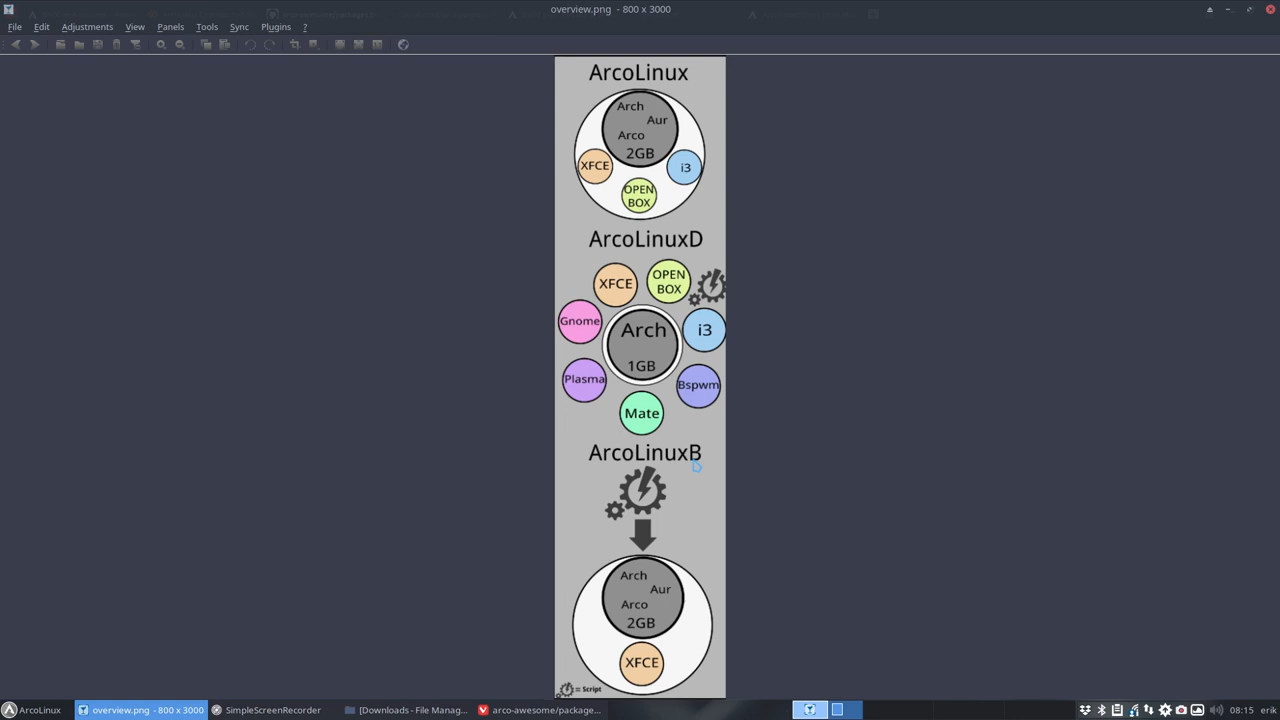 overview.png - 800 x 3000
File Edit Adjustments View Panels Tools Sync Plugins ?
ArcoLinux
Arch
Aur
Arco
2GB
XFCE
i3
OPEN
BOX
ArcoLinuxD
XFCE
OPEN
BOX
Gnome
Arch
i3
1GB
Plasma
Bspwm
Mate
ArcoLinuxB
Arch
Aur
Arco
2GB
XFCE
= Script
ArcoLinux overview.png - 800 x 3000 SimpleScreenRecorder [Downloads - File Manag... arco-awesome/package... 08:15 erik